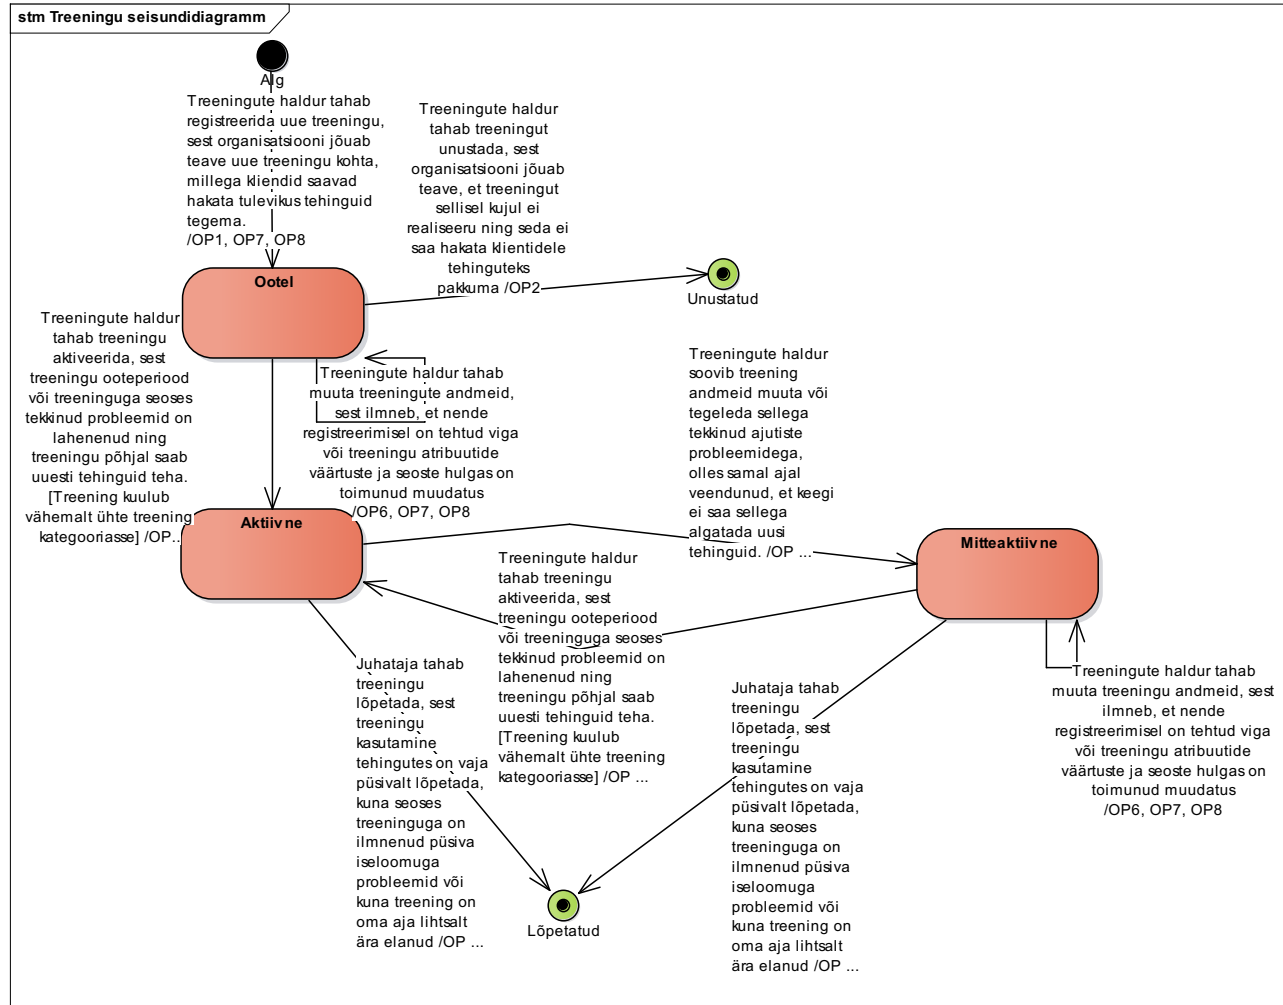 stm Treeningu seisundidiagramm
Alg
Treeningute haldur tahab
registreerida uue treeningu,
sest organisatsiooni jõuab
teave uue treeningu kohta,
millega kliendid saavad
hakata tulevikus tehinguid
tegema.
/OP1, OP7, OP8
Treeningute haldur
tahab treeningut
unustada, sest
organisatsiooni jõuab
teave, et treeningut
sellisel kujul ei
realiseeru ning seda ei
saa hakata klientidele
tehinguteks
pakkuma /OP2
Ootel
Unustatud
Treeningute haldur
tahab treeningu
aktiveerida, sest
treeningu ooteperiood
või treeninguga seoses
tekkinud probleemid on
lahenenud ning
treeningu põhjal saab
uuesti tehinguid teha.
[Treening kuulub
vähemalt ühte treening
kategooriasse] /OP...
Treeningute haldur tahab
muuta treeningute andmeid,
sest ilmneb, et nende
registreerimisel on tehtud viga
või treeningu atribuutide
väärtuste ja seoste hulgas on
toimunud muudatus
/OP6, OP7, OP8
Treeningute haldur
soovib treening
andmeid muuta või
tegeleda sellega
tekkinud ajutiste
probleemidega,
olles samal ajal
veendunud, et keegi
ei saa sellega
algatada uusi
tehinguid. /OP ...
Aktiivne
Mitteaktiivne
Treeningute haldur
tahab treeningu
aktiveerida, sest
treeningu ooteperiood
või treeninguga seoses
tekkinud probleemid on
lahenenud ning
treeningu põhjal saab
uuesti tehinguid teha.
[Treening kuulub
vähemalt ühte treening
kategooriasse] /OP ...
Juhataja tahab
treeningu
lõpetada, sest
treeningu
kasutamine
tehingutes on vaja
püsivalt lõpetada,
kuna seoses
treeninguga on
ilmnenud püsiva
iseloomuga
probleemid või
kuna treening on
oma aja lihtsalt
ära elanud /OP ...
Juhataja tahab
treeningu
lõpetada, sest
treeningu
kasutamine
tehingutes on vaja
püsivalt lõpetada,
kuna seoses
treeninguga on
ilmnenud püsiva
iseloomuga
probleemid või
kuna treening on
oma aja lihtsalt
ära elanud /OP ...
Treeningute haldur tahab
muuta treeningu andmeid, sest
ilmneb, et nende
registreerimisel on tehtud viga
või treeningu atribuutide
väärtuste ja seoste hulgas on
toimunud muudatus
/OP6, OP7, OP8
Lõpetatud